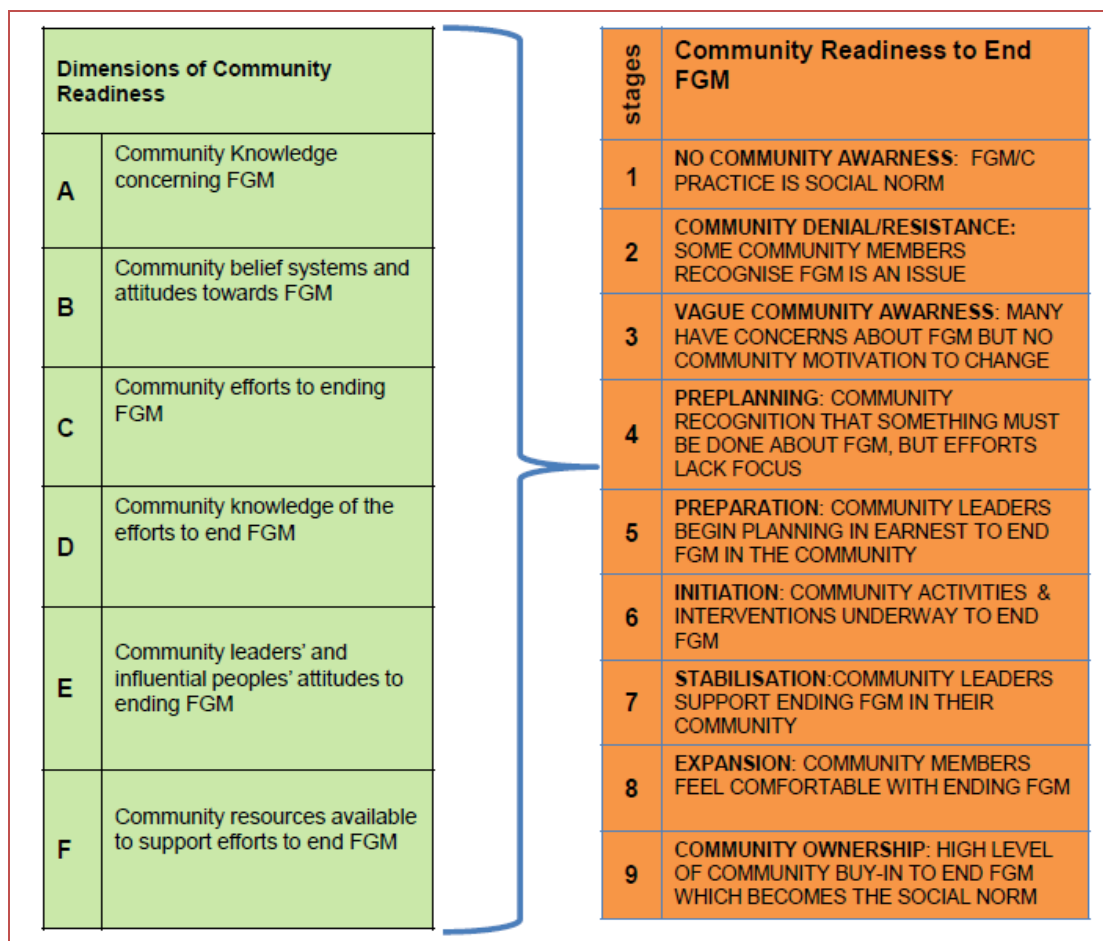 Dimensions of Community
Readiness
A
Community Knowledge
concerning FGM
B
Community belief systems and
attitudes towards FGM
C
Community efforts to ending
FGM
D
Community knowledge of the
efforts to end FGM
E
Community leaders' and
influential peoples' attitudes to
ending FGM
F
Community resources available
to support efforts to end FGM
stages
Community Readiness to End
FGM
1
NO COMMUNITY AWARNESS: FGM/C
PRACTICE IS SOCIAL NORM
2
COMMUNITY DENIAL/RESISTANCE:
SOME COMMUNITY MEMBERS
RECOGNISE FGM IS AN ISSUE
3
VAGUE COMMUNITY AWARNESS: MANY
HAVE CONCERNS ABOUT FGM BUT NO
COMMUNITY MOTIVATION TO CHANGE
4
PREPLANNING: COMMUNITY
RECOGNITION THAT SOMETHING MUST
BE DONE ABOUT FGM, BUT EFFORTS
LACK FOCUS
5
PREPARATION: COMMUNITY LEADERS
BEGIN PLANNING IN EARNEST TO END
FGM IN THE COMMUNITY
6
INITIATION: COMMUNITY ACTIVITIES &
INTERVENTIONS UNDERWAY TO END
FGM
7
STABILISATION:COMMUNITY LEADERS
SUPPORT ENDING FGM IN THEIR
COMMUNITY
8
EXPANSION: COMMUNITY MEMBERS
FEEL COMFORTABLE WITH ENDING FGM
9
COMMUNITY OWNERSHIP: HIGH LEVEL
OF COMMUNITY BUY-IN TO END FGM
WHICH BECOMES THE SOCIAL NORM